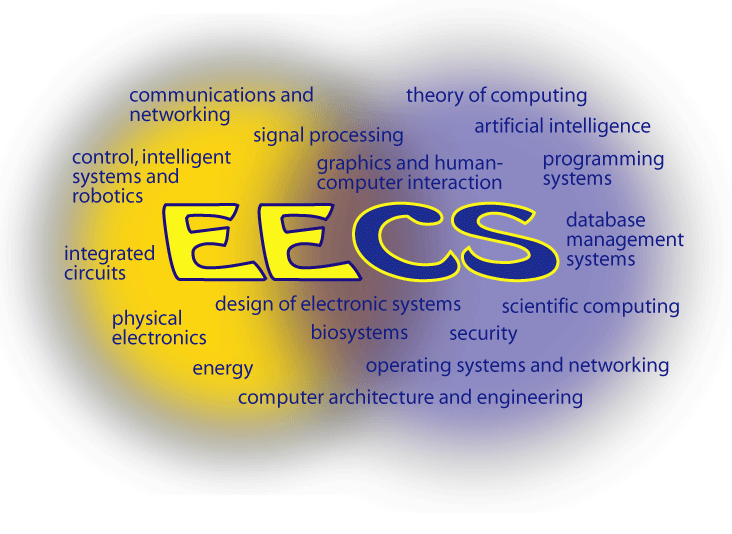 communications and
networking
theory of computing
signal processing
artificial intelligence
control, intelligent
systems and
robotics
graphics and human-
computer interaction
programming
systems
EECS
database
management
systems
integrated
circuits
design of electronic systems
scientific computing
physical
electronics
biosystems
security
energy
operating systems and networking
computer architecture and engineering